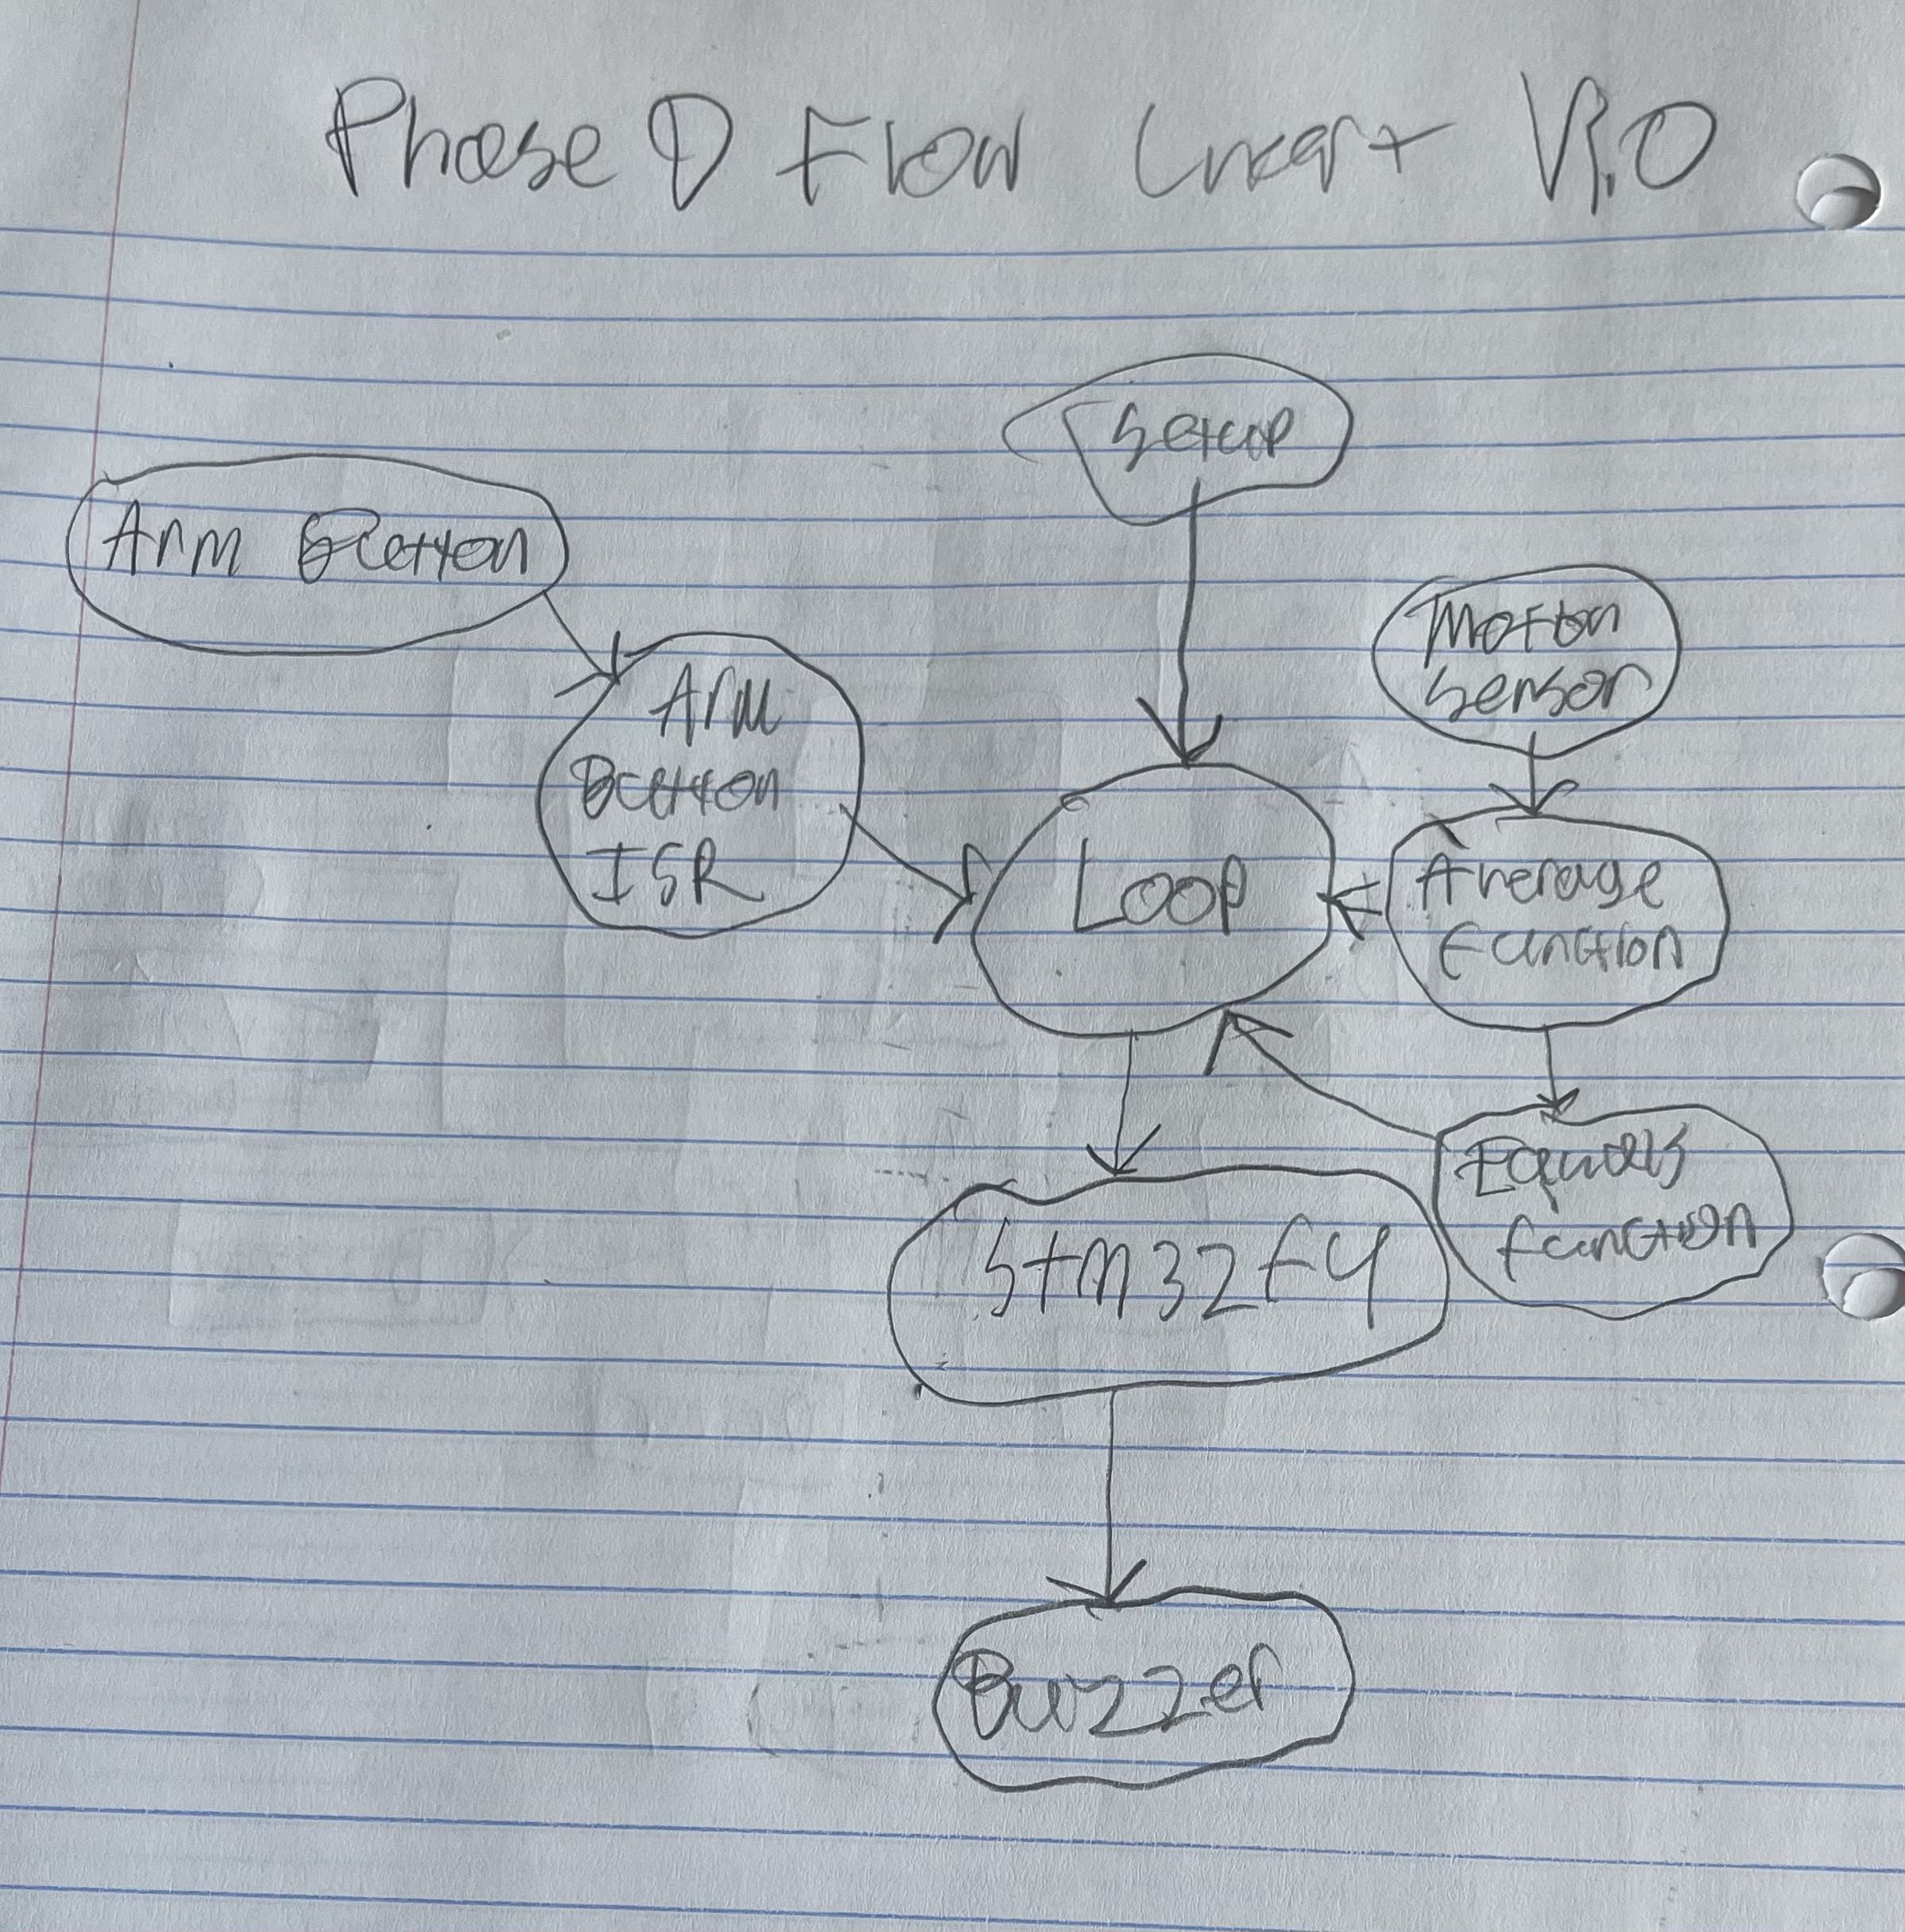 Phase D Flow Chart V1.0
Setup
Arm Button
Motion
Sensor
Arm
Button
ISR
Loop
Average
function
Equals
function
Stm32f4
Buzzer